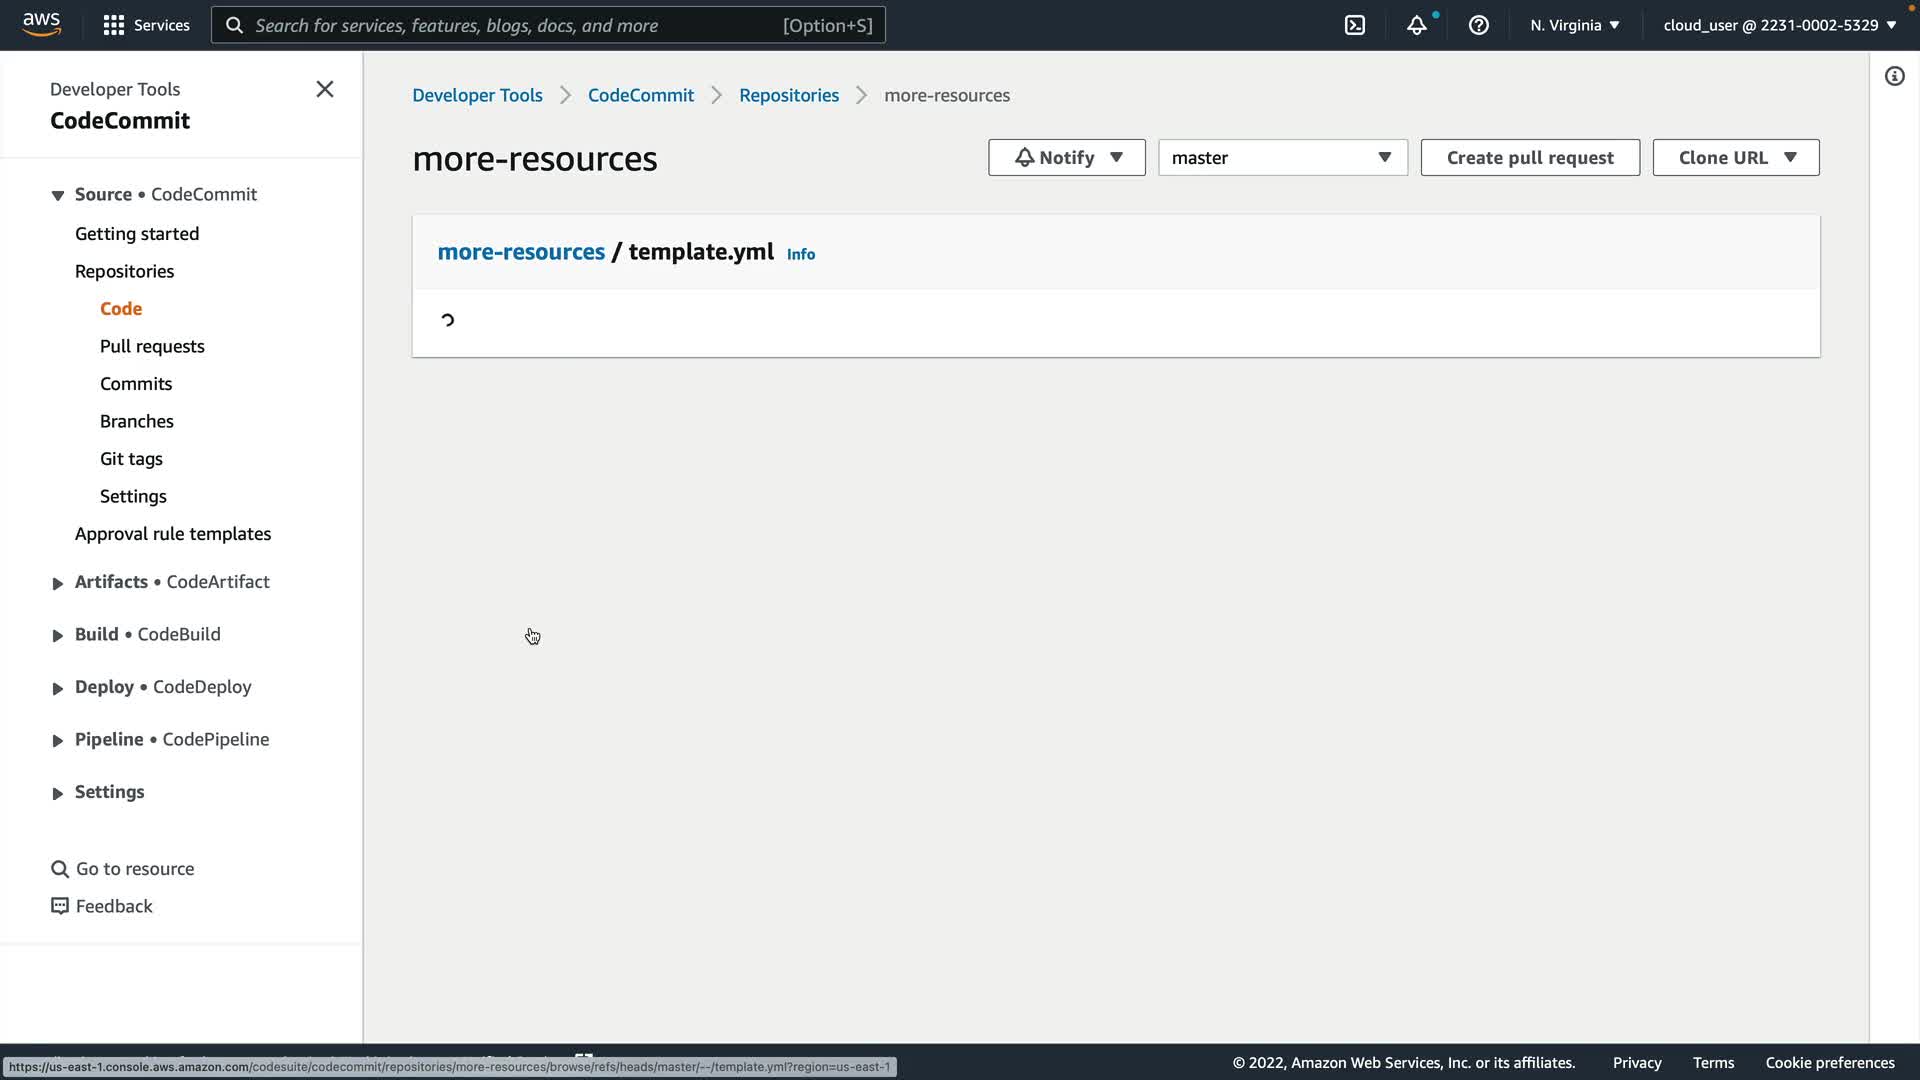 aws
Services
Search for services, features, blogs, docs, and more [Option+S]
N. Virginia
cloud_user @ 2231-0002-5329
Developer Tools
CodeCommit
Source • CodeCommit
Getting started
Repositories
Code
Pull requests
Commits
Branches
Git tags
Settings
Approval rule templates
Artifacts • CodeArtifact
Build • CodeBuild
Deploy • CodeDeploy
Pipeline • CodePipeline
Settings
Go to resource
Feedback
Developer Tools CodeCommit Repositories more-resources
more-resources
Notify
master
Create pull request
Clone URL
more-resources / template.yml Info
https://us-east-1.console.aws.amazon.com/codesuite/codecommit/repositories/more-resources/browse/refs/heads/master/--/template.yml?region=us-east-1
© 2022, Amazon Web Services, Inc. or its affiliates. Privacy Terms Cookie preferences